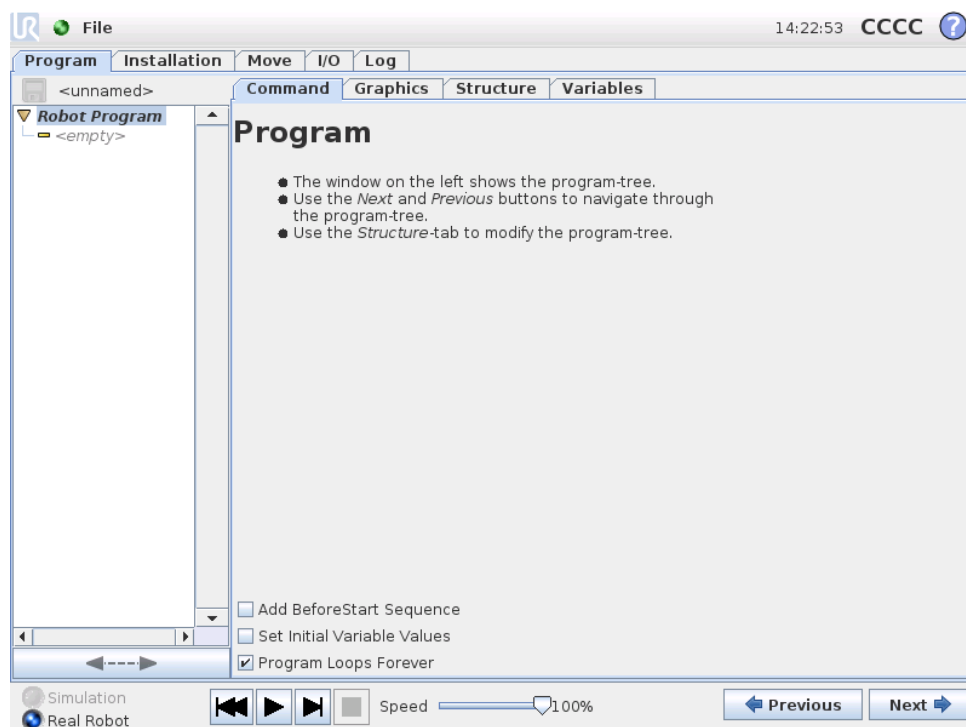 UR File 14:22:53 CCCC ?
Program Installation Move I/O Log
<unnamed>
Command Graphics Structure Variables
Robot Program
<empty>
Program
The window on the left shows the program-tree.
Use the Next and Previous buttons to navigate through
the program-tree.
Use the Structure-tab to modify the program-tree.
Add BeforeStart Sequence
Set Initial Variable Values
Program Loops Forever
Simulation
Real Robot
Speed 100%
Previous Next